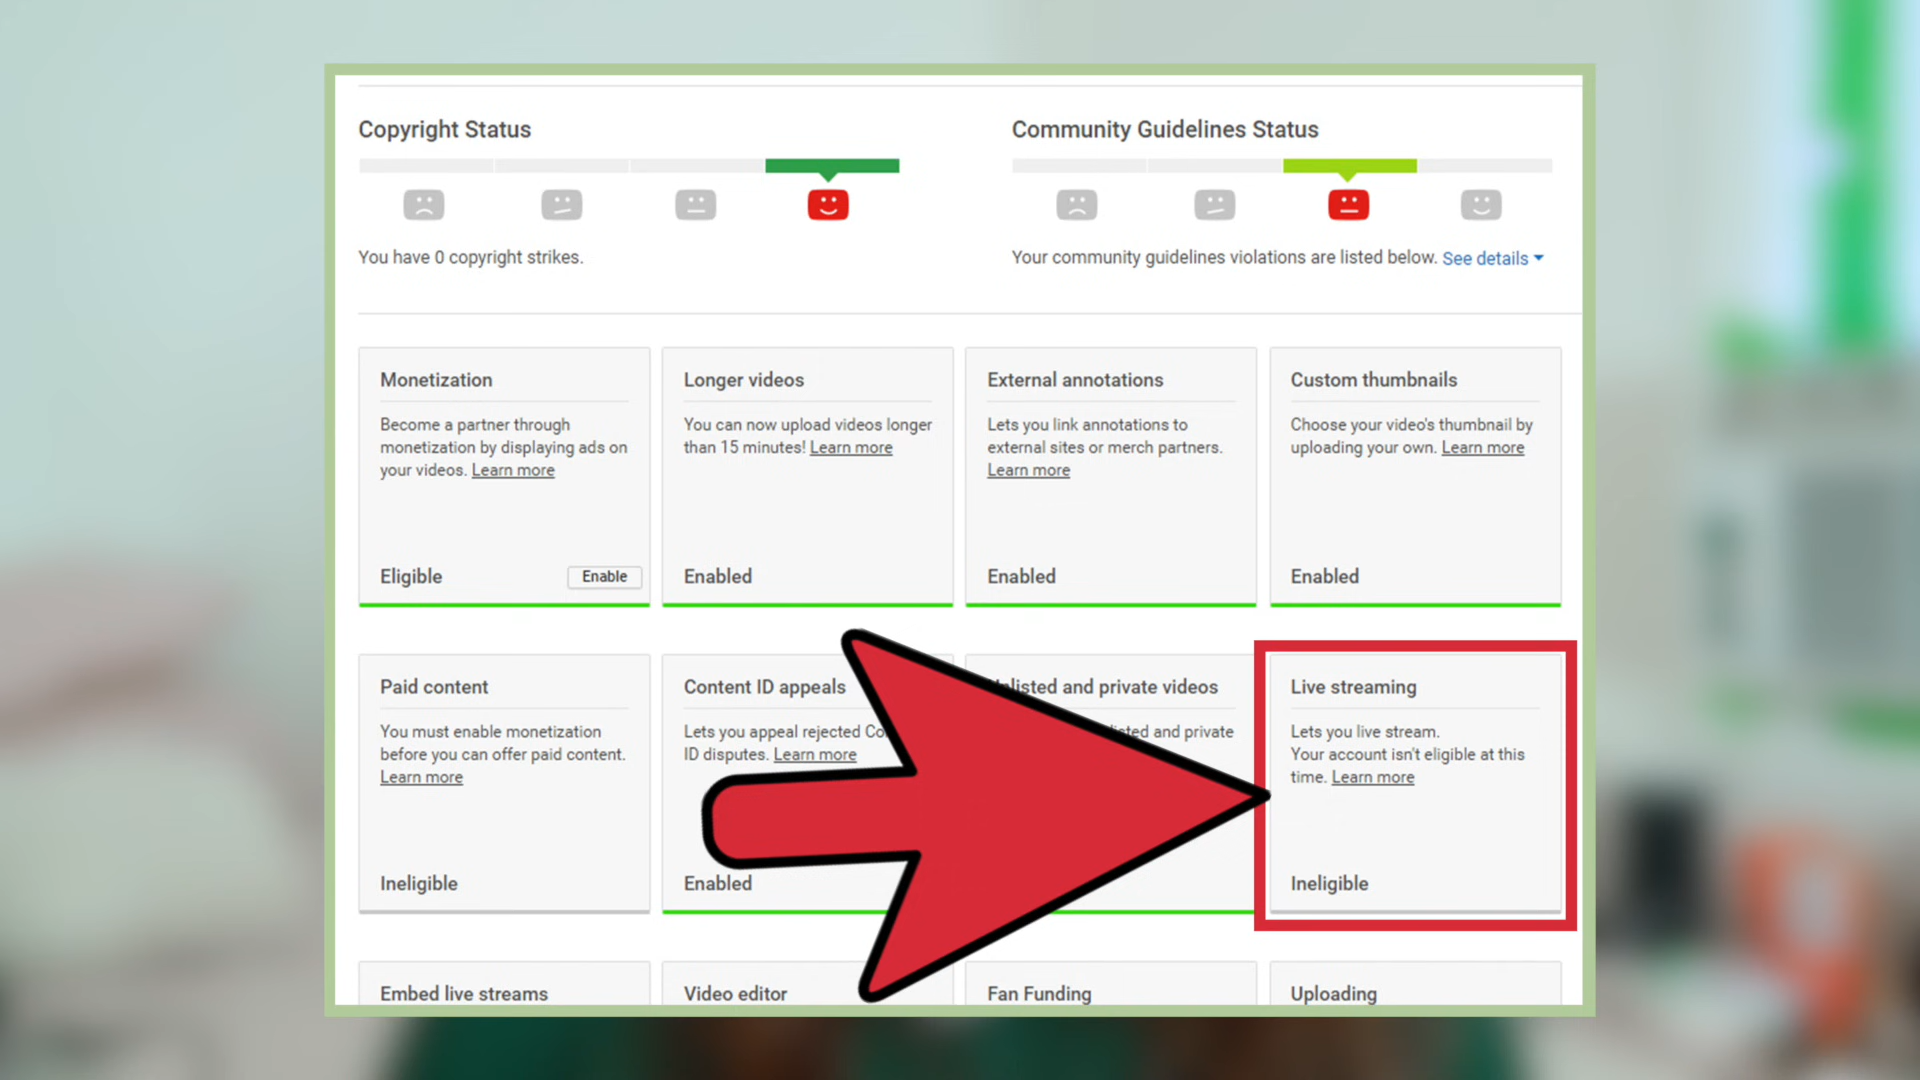 Copyright Status
Community Guidelines Status
You have 0 copyright strikes.
Your community guidelines violations are listed below. See details
Monetization
Become a partner through
monetization by displaying ads on
your videos. Learn more
Eligible
Enable
Longer videos
You can now upload videos longer
than 15 minutes! Learn more
Enabled
External annotations
Lets you link annotations to
external sites or merch partners.
Learn more
Enabled
Custom thumbnails
Choose your video's thumbnail by
uploading your own. Learn more
Enabled
Paid content
You must enable monetization
before you can offer paid content.
Learn more
Ineligible
Content ID appeals
Lets you appeal rejected
ID disputes. Learn more
Enabled
and private videos
and private
Live streaming
Lets you live stream.
Your account isn't eligible at this
time. Learn more
Ineligible
Embed live streams
Video editor
Fan Funding
Uploading